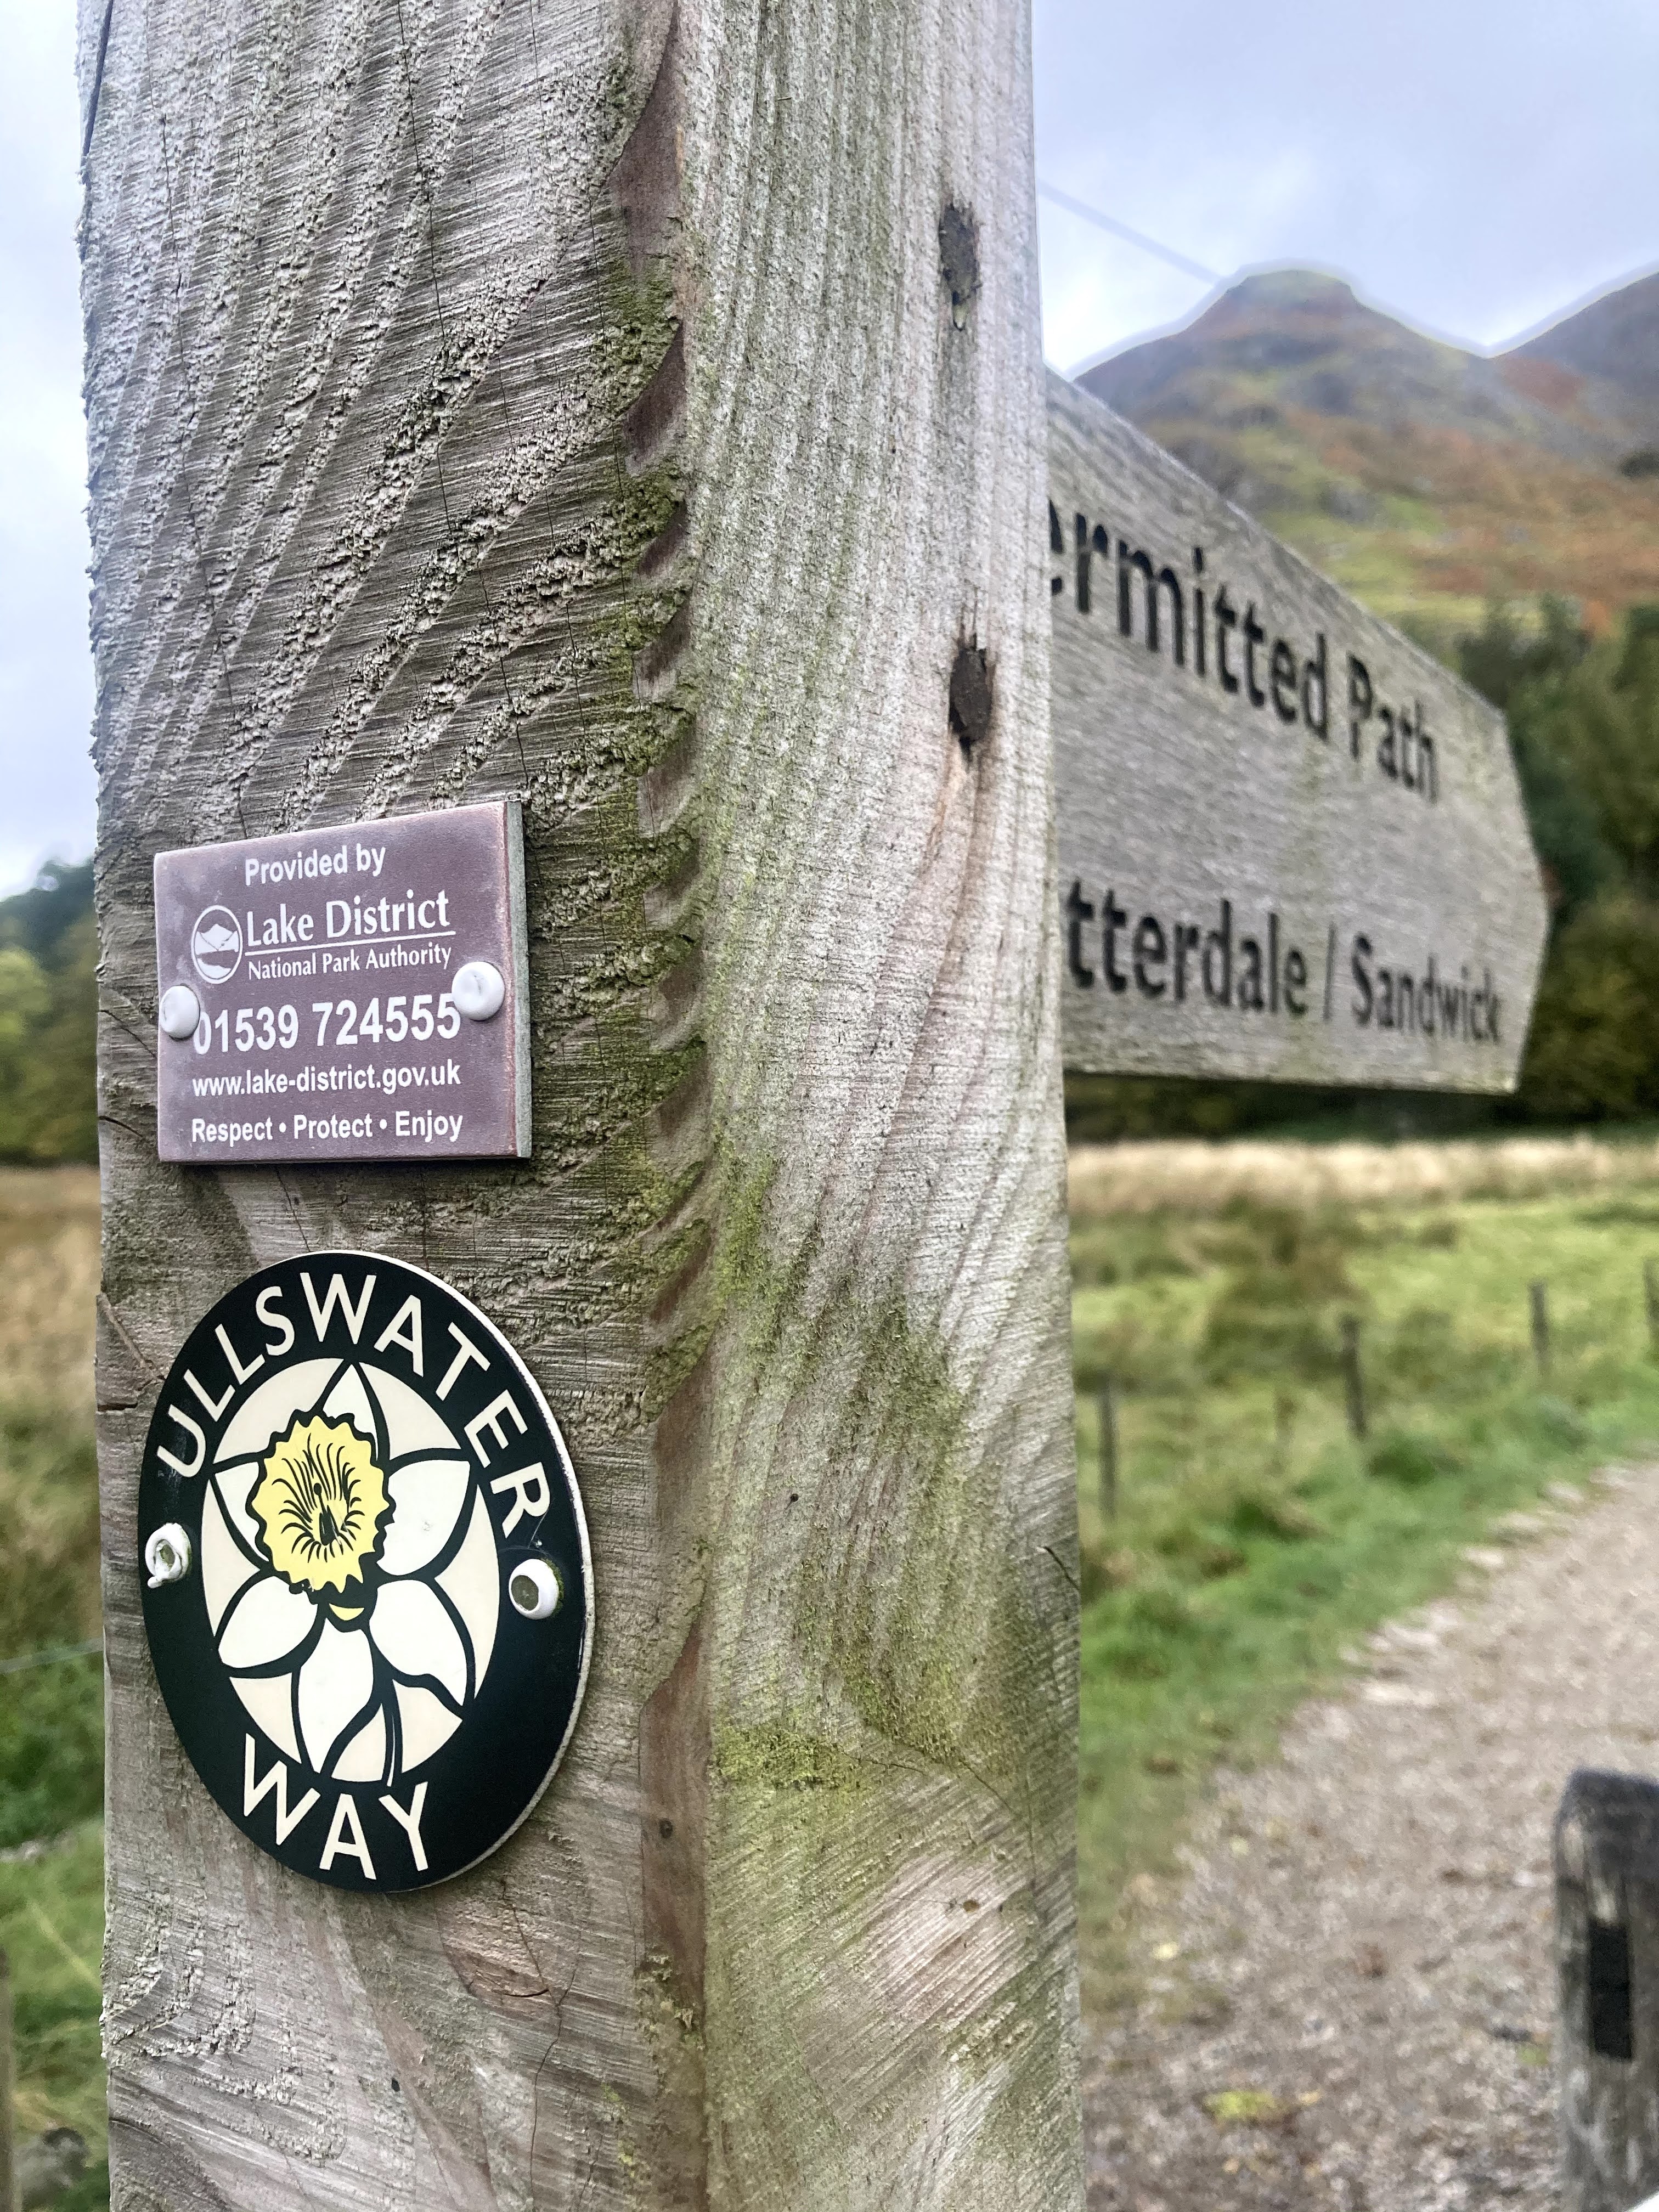 Provided by
Lake District
National Park Authority
01539 724555
www.lake-district.gov.uk
Respect • Protect • Enjoy
ULLSWATER
WAY
ermitted Path
tterdale / Sandwick